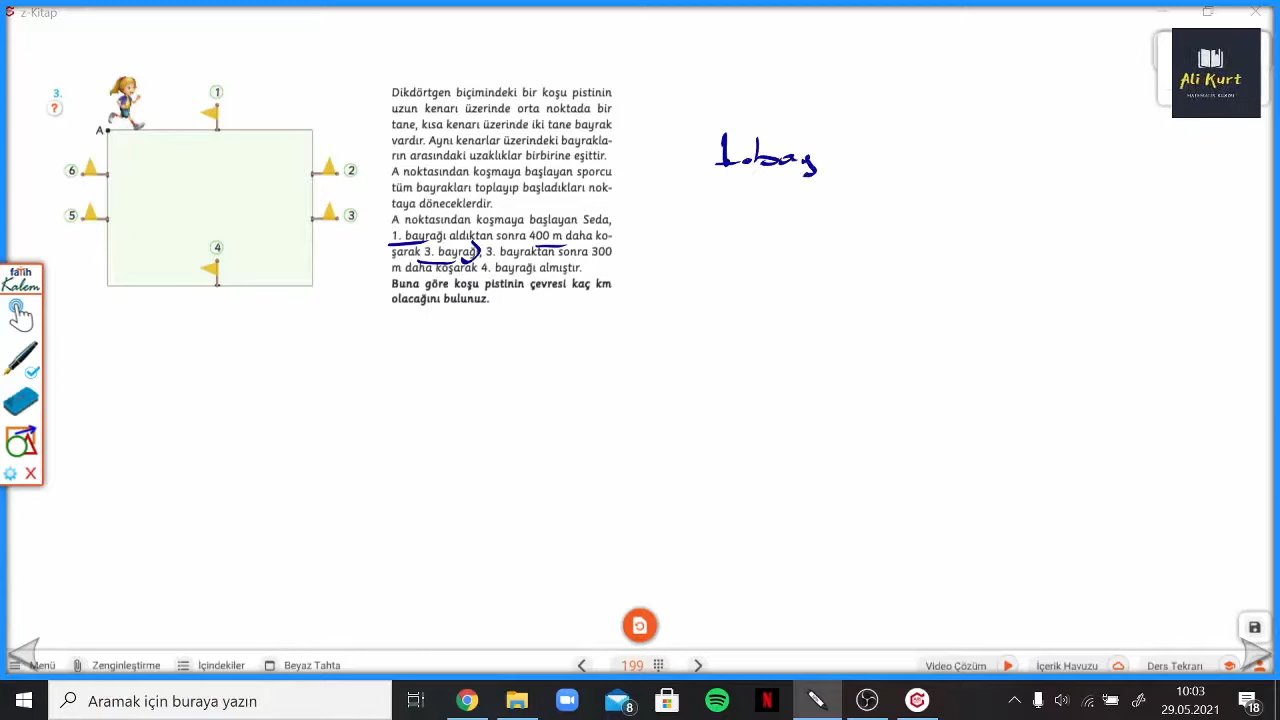 z-Kitap
Ali Kurt
3.
?
1
A
6
2
5
3
4
Dikdörtgen biçimindeki bir koşu pistinin
uzun kenarı üzerinde orta noktada bir
tane, kısa kenarı üzerinde iki tane bayrak
vardır. Aynı kenarlar üzerindeki bayrakla-
rın arasındaki uzaklıklar birbirine eşittir.
A noktasından koşmaya başlayan sporcu
tüm bayrakları toplayıp başladıkları nok-
taya döneceklerdir.
A noktasından koşmaya başlayan Seda,
1. bayrağı aldıktan sonra 400 m daha ko-
şarak 3. bayrağı, 3. bayraktan sonra 300
m daha koşarak 4. bayrağı almıştır.
Buna göre koşu pistinin çevresi kaç km
olacağını bulunuz.
1.bay
fatih
Kalem
Menü
Zenginleştirme
İçindekiler
Beyaz Tahta
199
Video Çözüm
İçerik Havuzu
Ders Tekrarı
Aramak için buraya yazın
8
N
10:03
29.05.2021
18